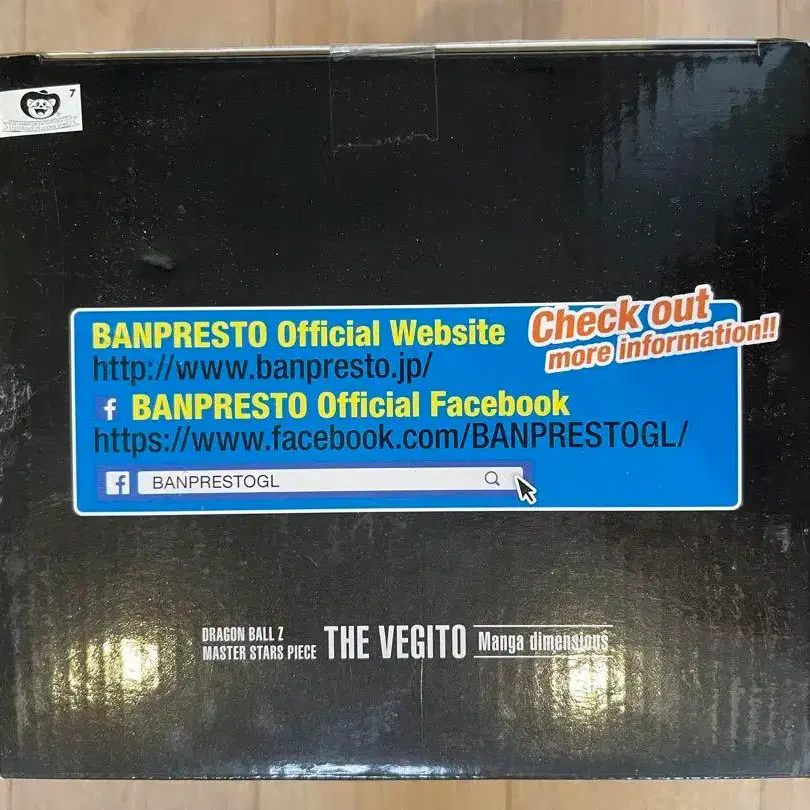 7
BANPRESTO Official Website
Check out
more information!!
http://www.banpresto.jp/
f BANPRESTO Official Facebook
https://www.facebook.com/BANPRESTOGL/
f BANPRESTOGL
DRAGON BALL Z
MASTER STARS PIECE
THE VEGITO
Manga dimensions